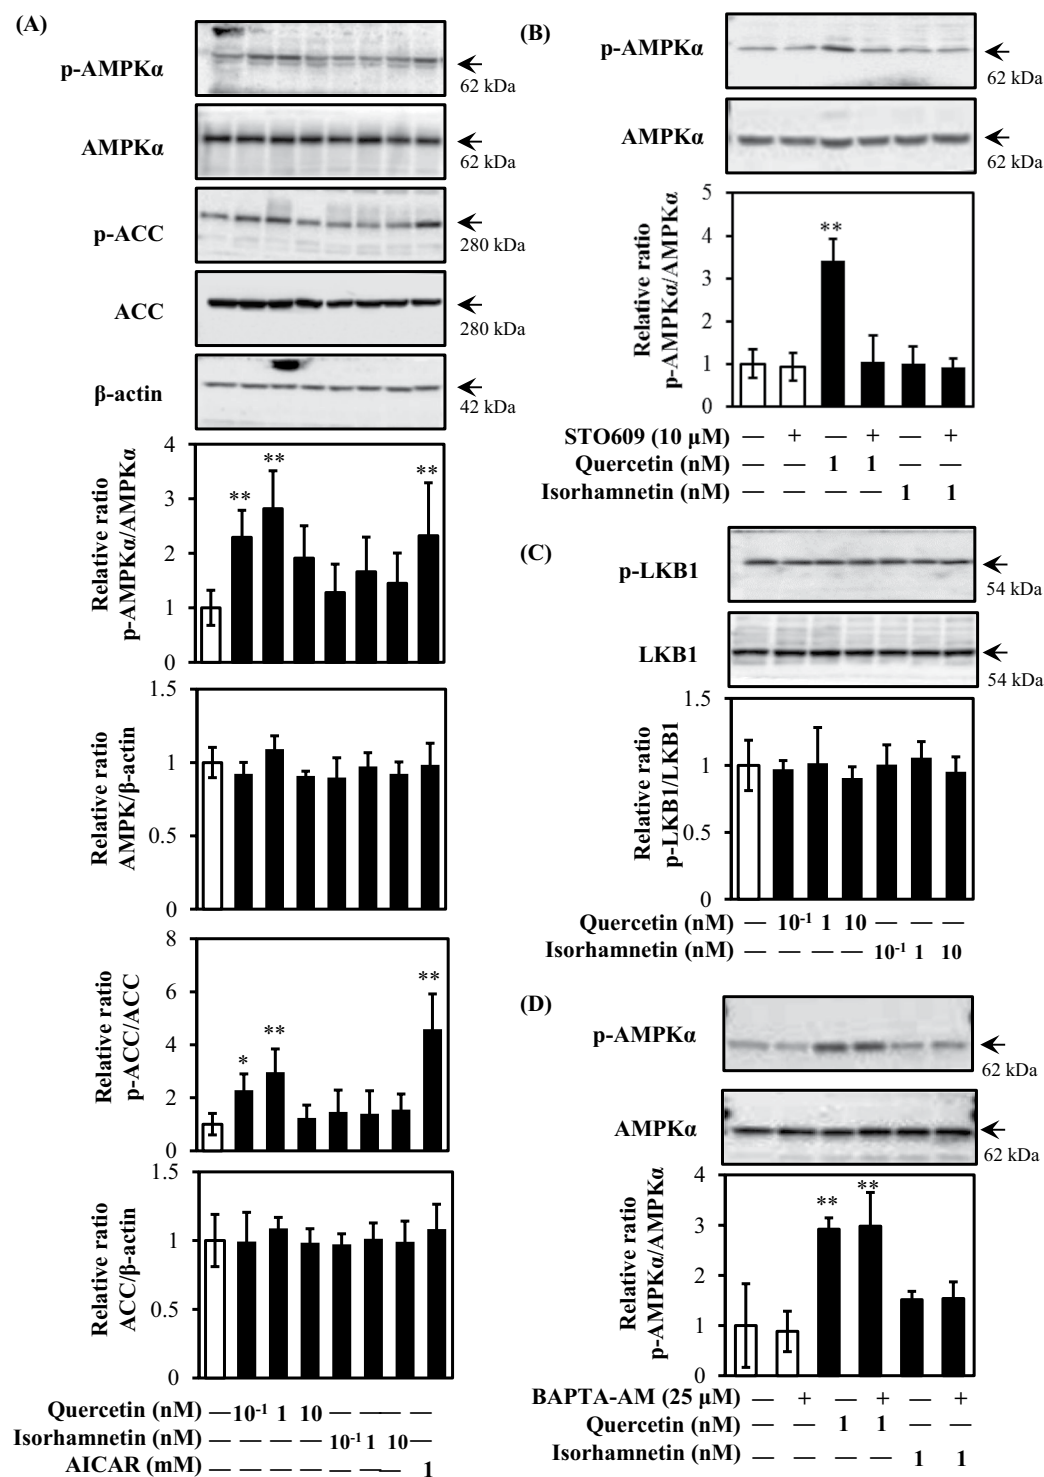 (A)
p-AMPKα
62 kDa
AMPKα
62 kDa
p-ACC
280 kDa
ACC
280 kDa
β-actin
42 kDa
Relative ratio
p-AMPKα/AMPKα
4
3
2
1
0
** ** **
Relative ratio
AMPK/β-actin
1.5
1
0.5
0
Relative ratio
p-ACC/ACC
8
6
4
2
0
* ** **
Relative ratio
ACC/β-actin
1.5
1
0.5
0
Quercetin (nM) — 10⁻¹ 1 10 — — — —
Isorhamnetin (nM) — — — — 10⁻¹ 1 10 —
AICAR (mM) — — — — — — — 1
(B)
p-AMPKα
62 kDa
AMPKα
62 kDa
Relative ratio
p-AMPKα/AMPKα
5
4
3
2
1
0
**
STO609 (10 μM) — + — + — +
Quercetin (nM) — — 1 1 — —
Isorhamnetin (nM) — — — — 1 1
(C)
p-LKB1
54 kDa
LKB1
54 kDa
Relative ratio
p-LKB1/LKB1
1.5
1
0.5
0
Quercetin (nM) — 10⁻¹ 1 10 — — —
Isorhamnetin (nM) — — — — 10⁻¹ 1 10
(D)
p-AMPKα
62 kDa
AMPKα
62 kDa
Relative ratio
p-AMPKα/AMPKα
4
3
2
1
0
** **
BAPTA-AM (25 μM) — + — + — +
Quercetin (nM) — — 1 1 — —
Isorhamnetin (nM) — — — — 1 1